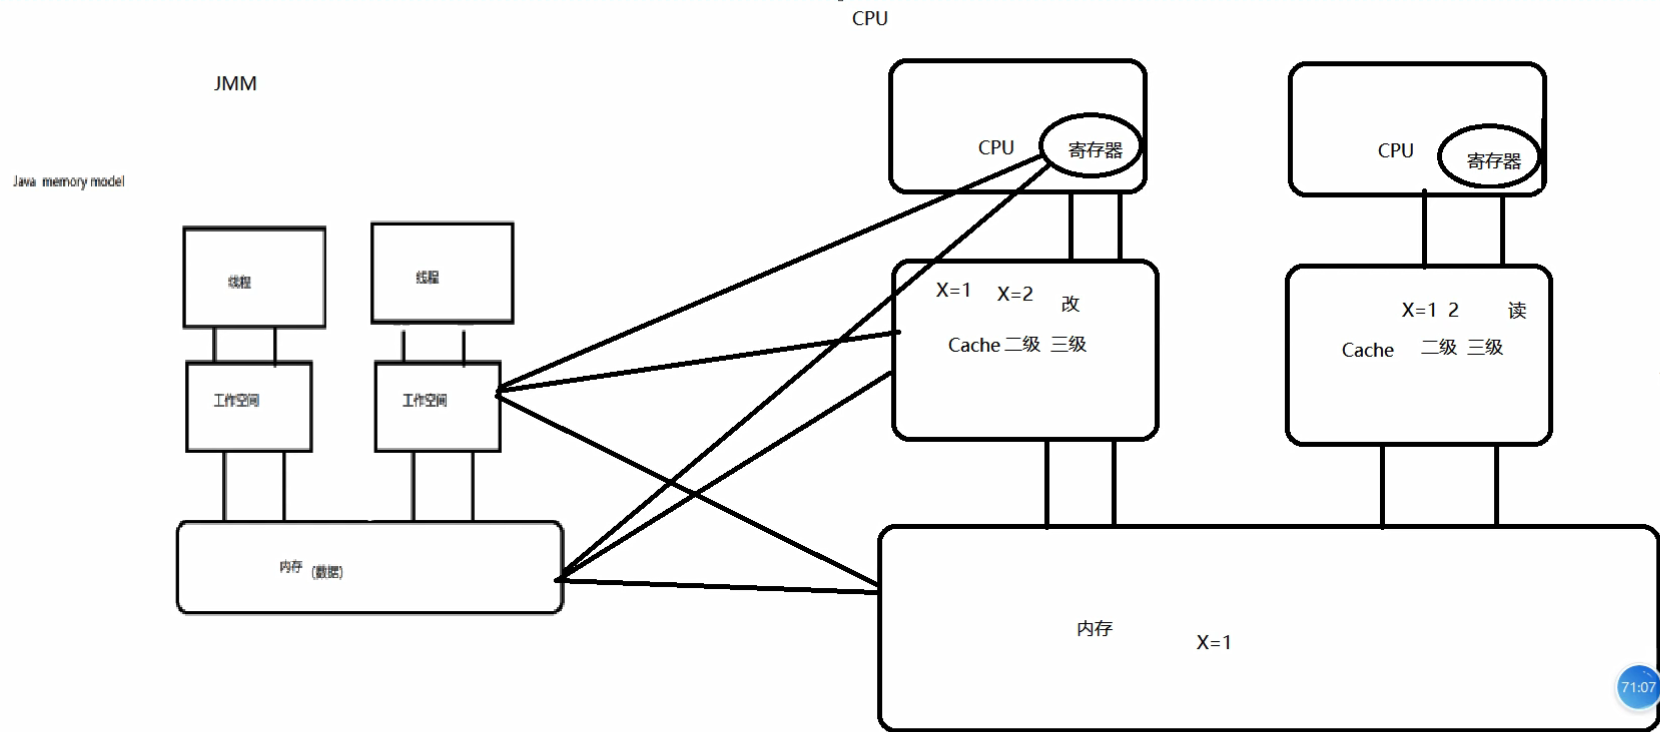 CPU
JMM
Java memory model
线程
线程
工作空间
工作空间
内存 (数据)
CPU 寄存器
X=1 X=2 改
Cache 二级 三级
CPU 寄存器
X=1 2 读
Cache 二级 三级
内存 X=1
71:07